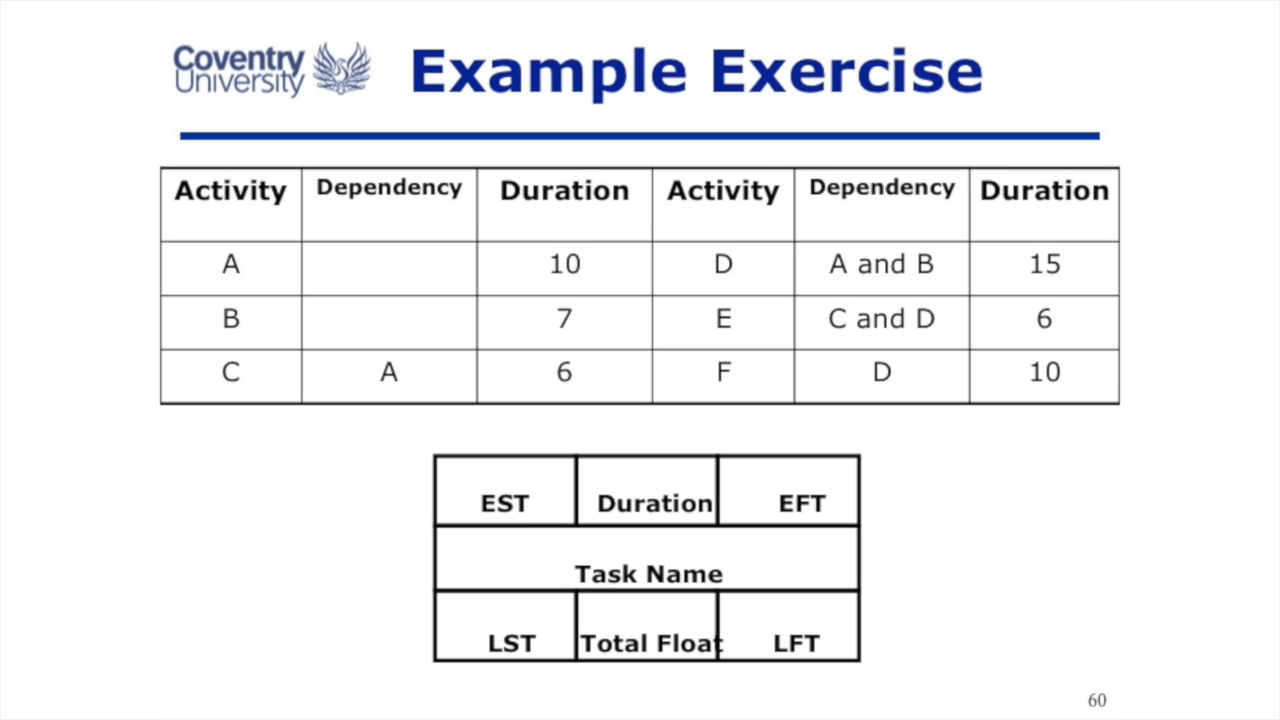 Coventry
University
Example Exercise
Activity Dependency Duration Activity Dependency Duration
A 10 D A and B 15
B 7 E C and D 6
C A 6 F D 10
EST Duration EFT
Task Name
LST Total Float LFT
60